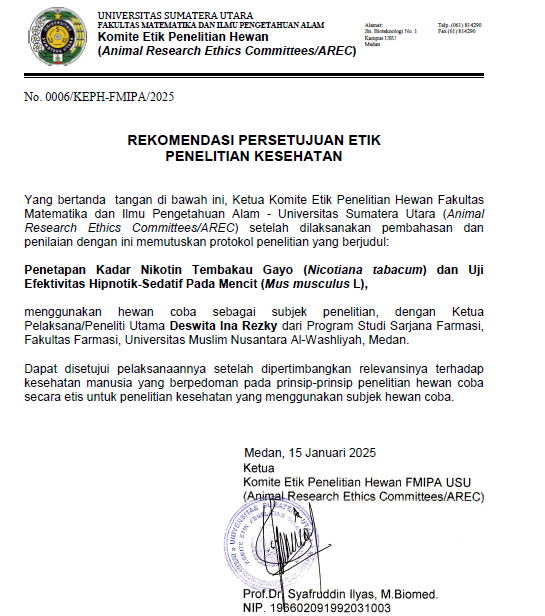 UNIVERSITAS SUMATERA UTARA
FAKULTAS MATEMATIKA DAN ILMU PENGETAHUAN ALAM
Komite Etik Penelitian Hewan
(Animal Research Ethics Committees/AREC)
Alamat:
Jln. Bioteknologi No. 1
Kampus USU
Medan
Telp. (061) 814290
Fax (61) 814290
No. 0006/KEPH-FMIPA/2025
REKOMENDASI PERSETUJUAN ETIK
PENELITIAN KESEHATAN
Yang bertanda tangan di bawah ini, Ketua Komite Etik Penelitian Hewan Fakultas
Matematika dan Ilmu Pengetahuan Alam - Universitas Sumatera Utara (Animal
Research Ethics Committees/AREC) setelah dilaksanakan pembahasan dan
penilaian dengan ini memutuskan protokol penelitian yang berjudul:
Penetapan Kadar Nikotin Tembakau Gayo (Nicotiana tabacum) dan Uji
Efektivitas Hipnotik-Sedatif Pada Mencit (Mus musculus L),
menggunakan hewan coba sebagai subjek penelitian, dengan Ketua
Pelaksana/Peneliti Utama Deswita Ina Rezky dari Program Studi Sarjana Farmasi,
Fakultas Farmasi, Universitas Muslim Nusantara Al-Washliyah, Medan.
Dapat disetujui pelaksanaannya setelah dipertimbangkan relevansinya terhadap
kesehatan manusia yang berpedoman pada prinsip-prinsip penelitian hewan coba
secara etis untuk penelitian kesehatan yang menggunakan subjek hewan coba.
Medan, 15 Januari 2025
Ketua
Komite Etik Penelitian Hewan FMIPA USU
(Animal Research Ethics Committees/AREC)
UNIVERSITAS SUMATERA UTARA
KOMITE ETIK PENELITIAN
Prof.Dr. Syafruddin Ilyas, M.Biomed.
NIP. 196602091992031003